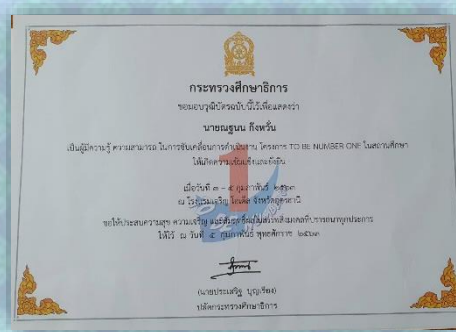 กระทรวงศึกษาธิการ
ขอมอบวุฒิบัตรฉบับนี้ไว้เพื่อแสดงว่า
นายณฐนน กิ่งหวั่น
เป็นผู้มีความรู้ ความสามารถ ในการขับเคลื่อนการดำเนินงาน โครงการ TO BE NUMBER ONE ในสถานศึกษา
ให้เกิดความเข้มแข็งและยั่งยืน
เมื่อวันที่ ๓ - ๕ กุมภาพันธ์ ๒๕๖๓
ณ โรงแรมเจริญ โฮเต็ล จังหวัดอุดรธานี
ขอให้ประสบความสุข ความเจริญ และสัมฤทธิ์ผลในสรรพสิ่งมงคลที่ปรารถนาทุกประการ
ให้ไว้ ณ วันที่ ๕ กุมภาพันธ์ พุทธศักราช ๒๕๖๓
(นายประเสริฐ บุญเรือง)
ปลัดกระทรวงศึกษาธิการ